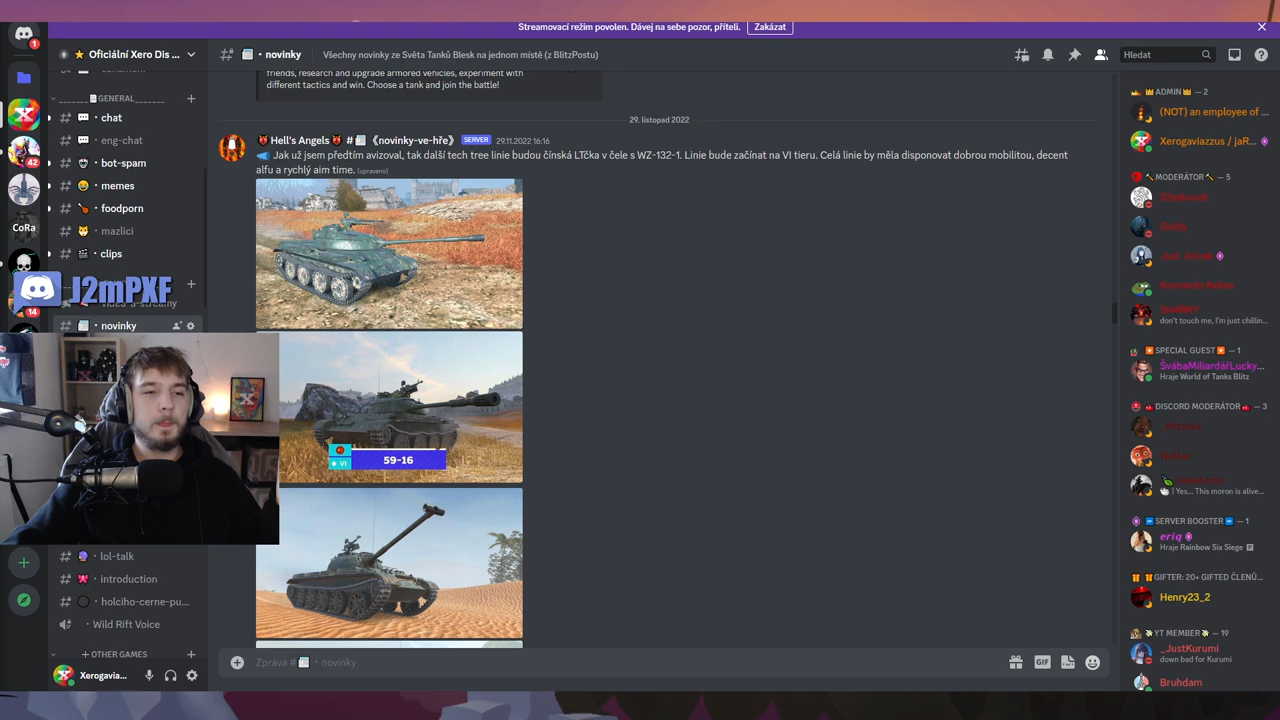 Streamovací režim povolen. Dávej na sebe pozor, příteli.
Zakázat
1
Oficiální Xero Dis ...
novinky
Všechny novinky ze Světa Tanků Blesk na jednom místě (z BlitzPostu)
Hledat
GENERAL
chat
eng-chat
bot-spam
memes
foodporn
mazlici
clips
novinky
42
CoRa
14
J2mPXF
friends, research and upgrade armored vehicles, experiment with
different tactics and win. Choose a tank and join the battle!
29. listopad 2022
Hell's Angels #《novinky-ve-hře》 SERVER 29.11.2022 16:16
Jak už jsem předtím avizoval, tak další tech tree linie budou čínská LTčka v čele s WZ-132-1. Linie bude začínat na VI tieru. Celá linie by měla disponovat dobrou mobilitou, decent
alfu a rychlý aim time. (upraveno)
VI
59-16
lol-talk
introduction
holciho-cerne-pu...
Wild Rift Voice
OTHER GAMES
Xerogavia...
Zpráva # · novinky
GIF
ADMIN — 2
(NOT) an employee of ...
Xerogaviazzus / jaR...
MODERÁTOR — 5
don't touch me, I'm just chillin...
SPECIAL GUEST — 1
ŠvábaMiliardářLucky...
Hraje World of Tanks Blitz
DISCORD MODERÁTOR — 3
Walker
| Yes... This moron is alive...
SERVER BOOSTER — 1
eriq
Hraje Rainbow Six Siege
GIFTER: 20+ GIFTED ČLENŮ...
Henry23_2
YT MEMBER — 19
_JustKurumi
down bad for Kurumi
Bruhdam